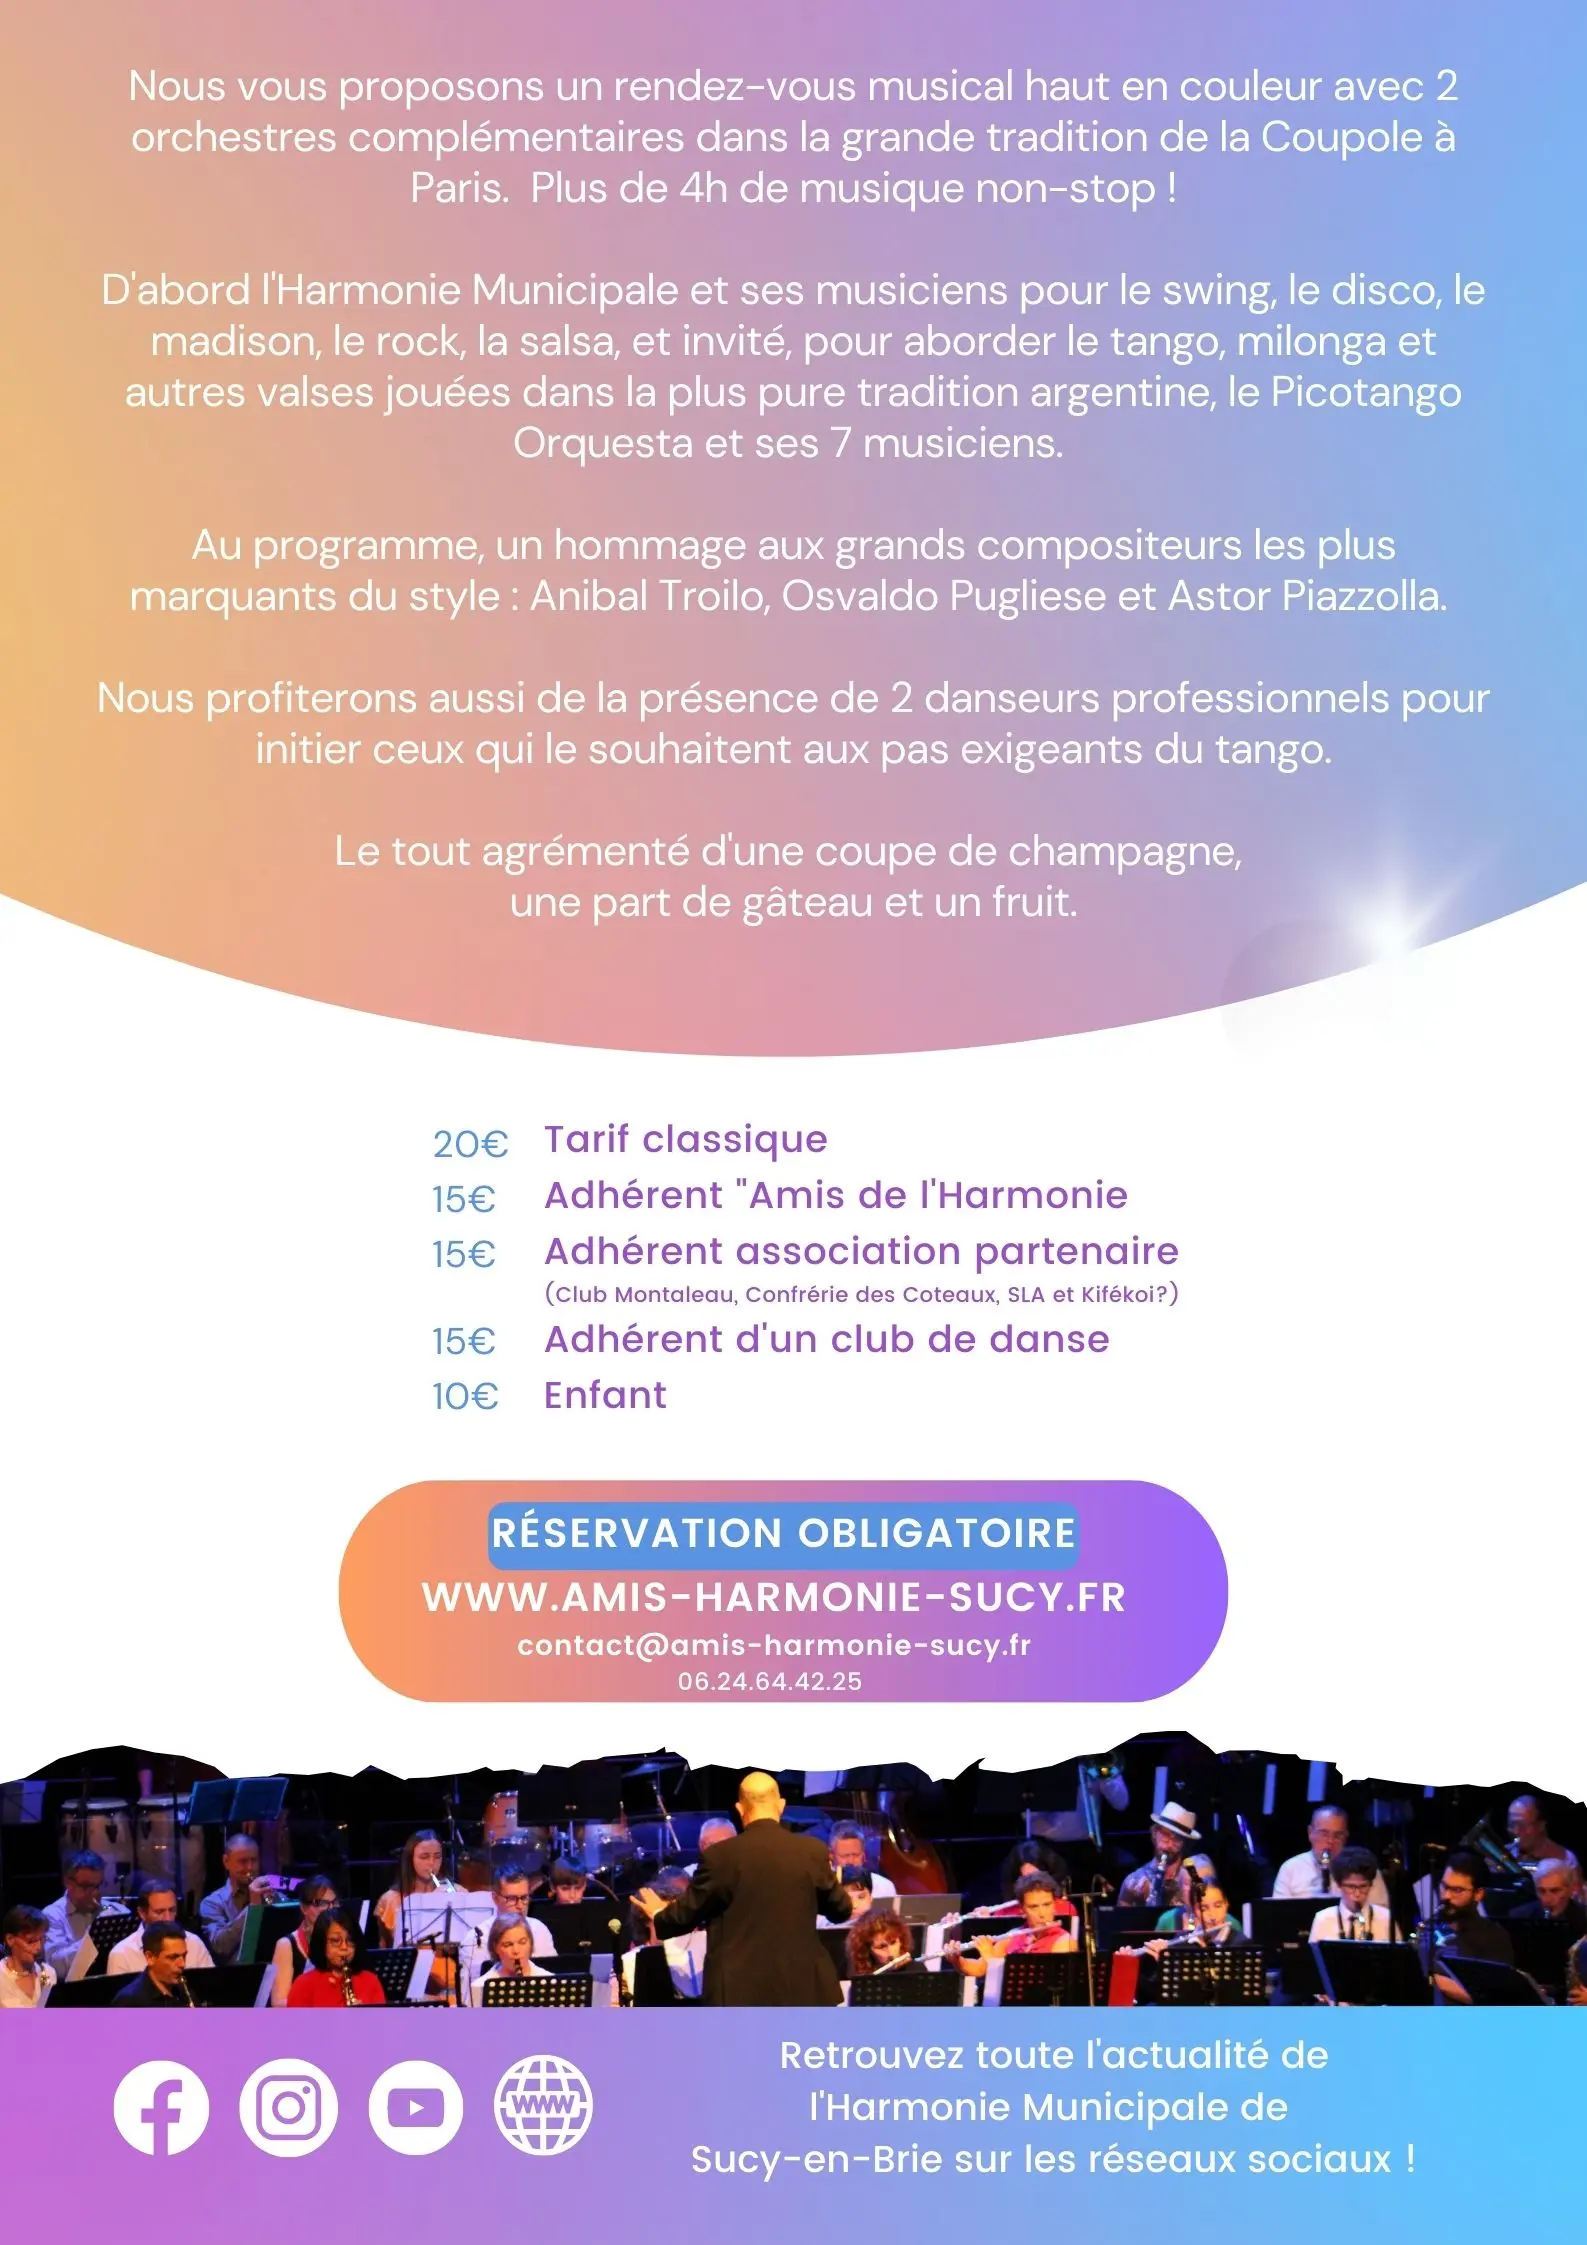 Nous vous proposons un rendez-vous musical haut en couleur avec 2
orchestres complémentaires dans la grande tradition de la Coupole à
Paris.  Plus de 4h de musique non-stop !
D'abord l'Harmonie Municipale et ses musiciens pour le swing, le disco, le
madison, le rock, la salsa, et invité, pour aborder le tango, milonga et
autres valses jouées dans la plus pure tradition argentine, le Picotango
Orquesta et ses 7 musiciens.
Au programme, un hommage aux grands compositeurs les plus
marquants du style : Anibal Troilo, Osvaldo Pugliese et Astor Piazzolla.
Nous profiterons aussi de la présence de 2 danseurs professionnels pour
initier ceux qui le souhaitent aux pas exigeants du tango.
Le tout agrémenté d'une coupe de champagne,
une part de gâteau et un fruit.
20€ Tarif classique
15€ Adhérent "Amis de l'Harmonie
15€ Adhérent association partenaire
(Club Montaleau, Confrérie des Coteaux, SLA et Kifékoi?)
15€ Adhérent d'un club de danse
10€ Enfant
RÉSERVATION OBLIGATOIRE
WWW.AMIS-HARMONIE-SUCY.FR
contact@amis-harmonie-sucy.fr
06.24.64.42.25
WWW
Retrouvez toute l'actualité de
l'Harmonie Municipale de
Sucy-en-Brie sur les réseaux sociaux !